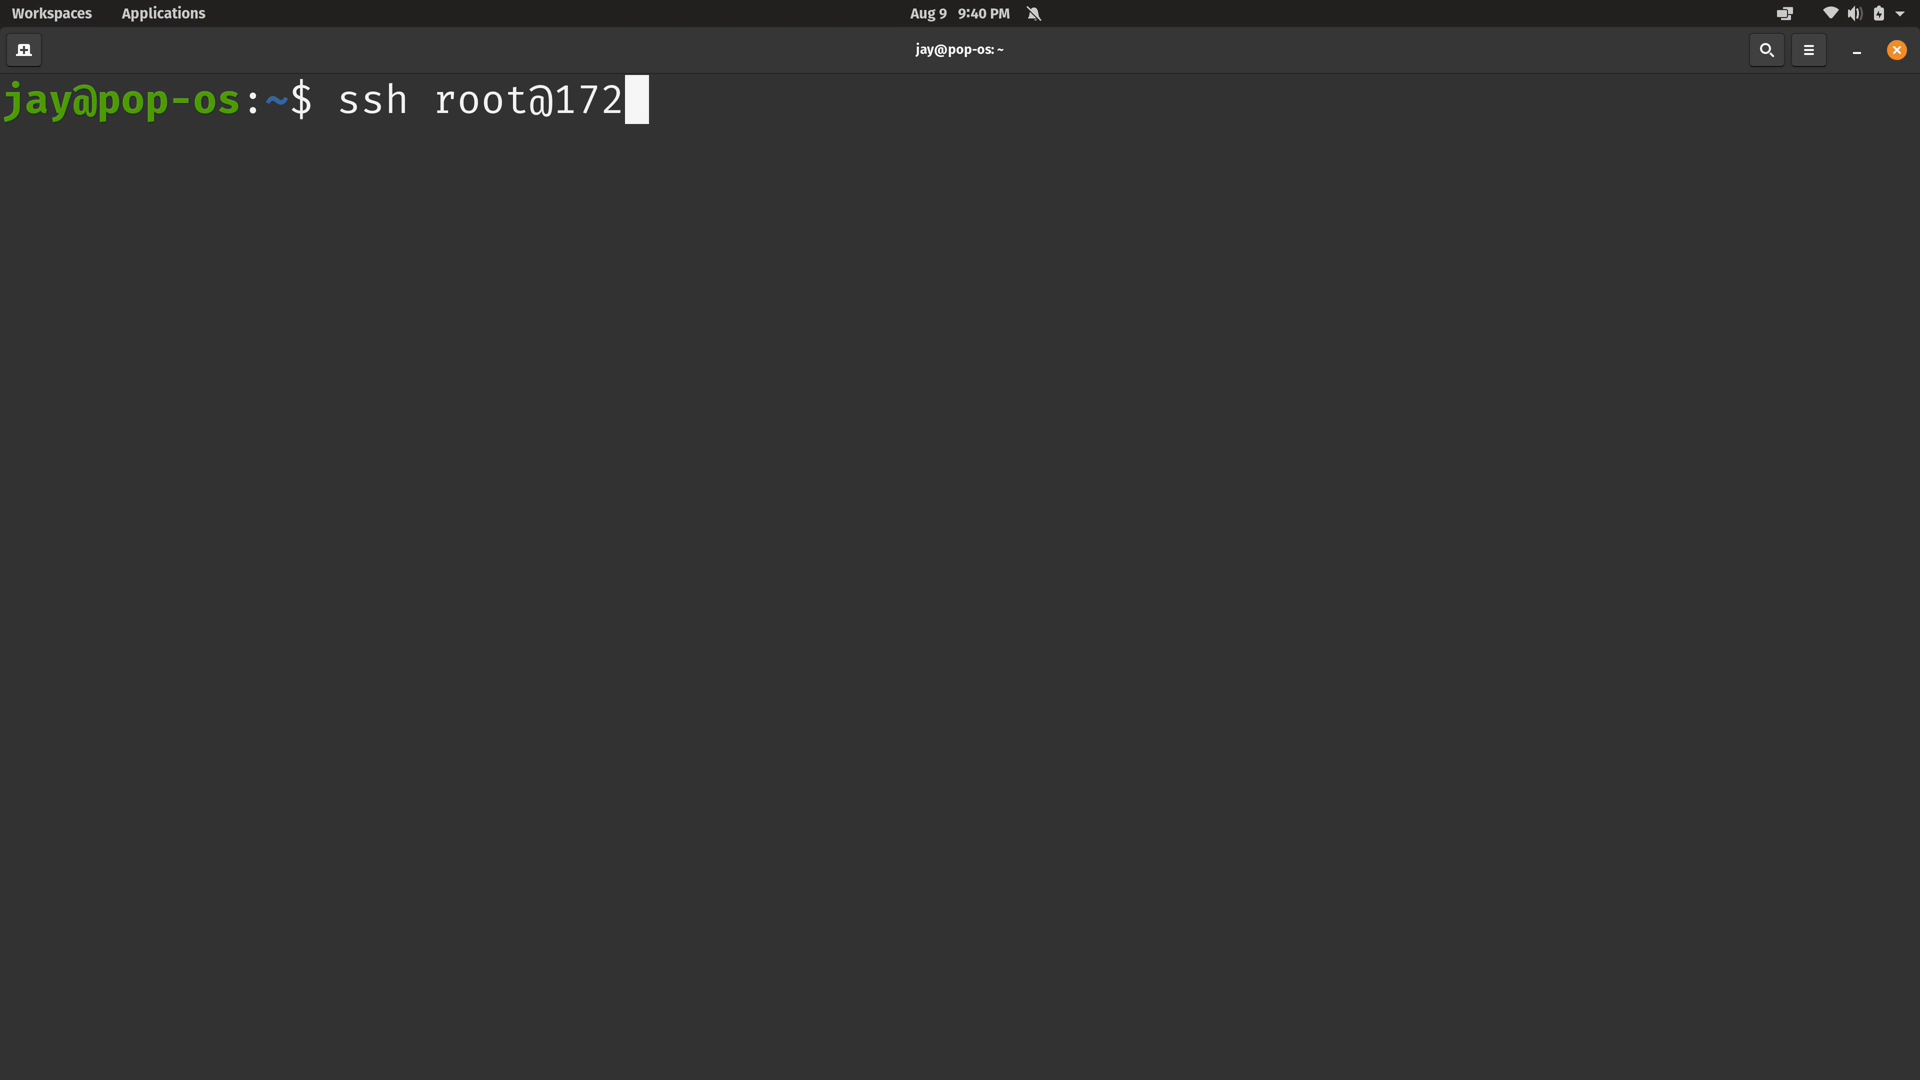 Workspaces Applications Aug 9 9:40 PM
jay@pop-os: ~
jay@pop-os:~$ ssh root@172